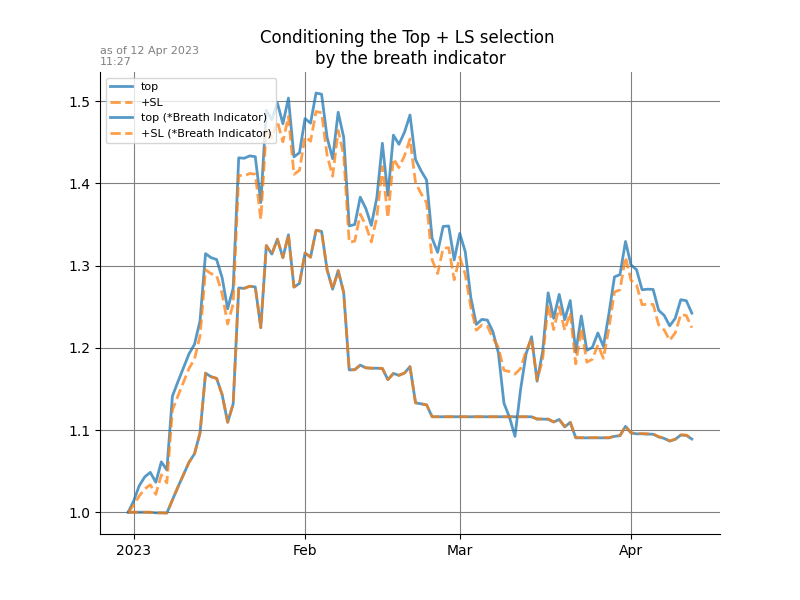 Conditioning the Top + LS selection
by the breath indicator
as of 12 Apr 2023
11:27
top
+SL
top (*Breath Indicator)
+SL (*Breath Indicator)
1.5
1.4
1.3
1.2
1.1
1.0
2023 Feb Mar Apr